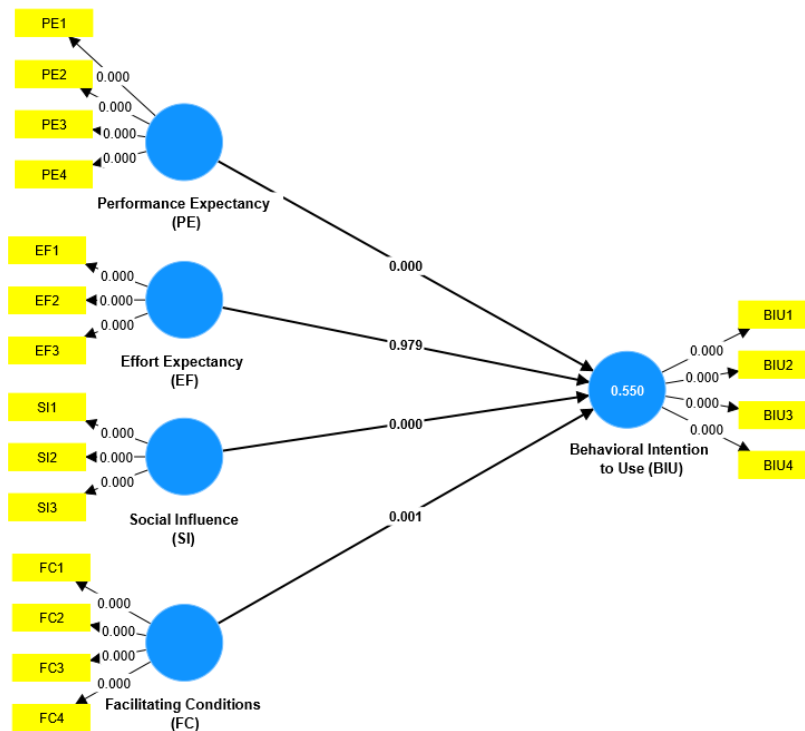 PE1
0.000
PE2
0.000
PE3
0.000
PE4
0.000
Performance Expectancy
(PE)
0.000
EF1
0.000
EF2
0.000
EF3
0.000
Effort Expectancy
(EF)
0.979
SI1
0.000
SI2
0.000
SI3
0.000
Social Influence
(SI)
0.000
FC1
0.000
FC2
0.000
FC3
0.000
FC4
0.000
Facilitating Conditions
(FC)
0.001
0.550
Behavioral Intention
to Use (BIU)
BIU1
0.000
BIU2
0.000
BIU3
0.000
BIU4
0.000